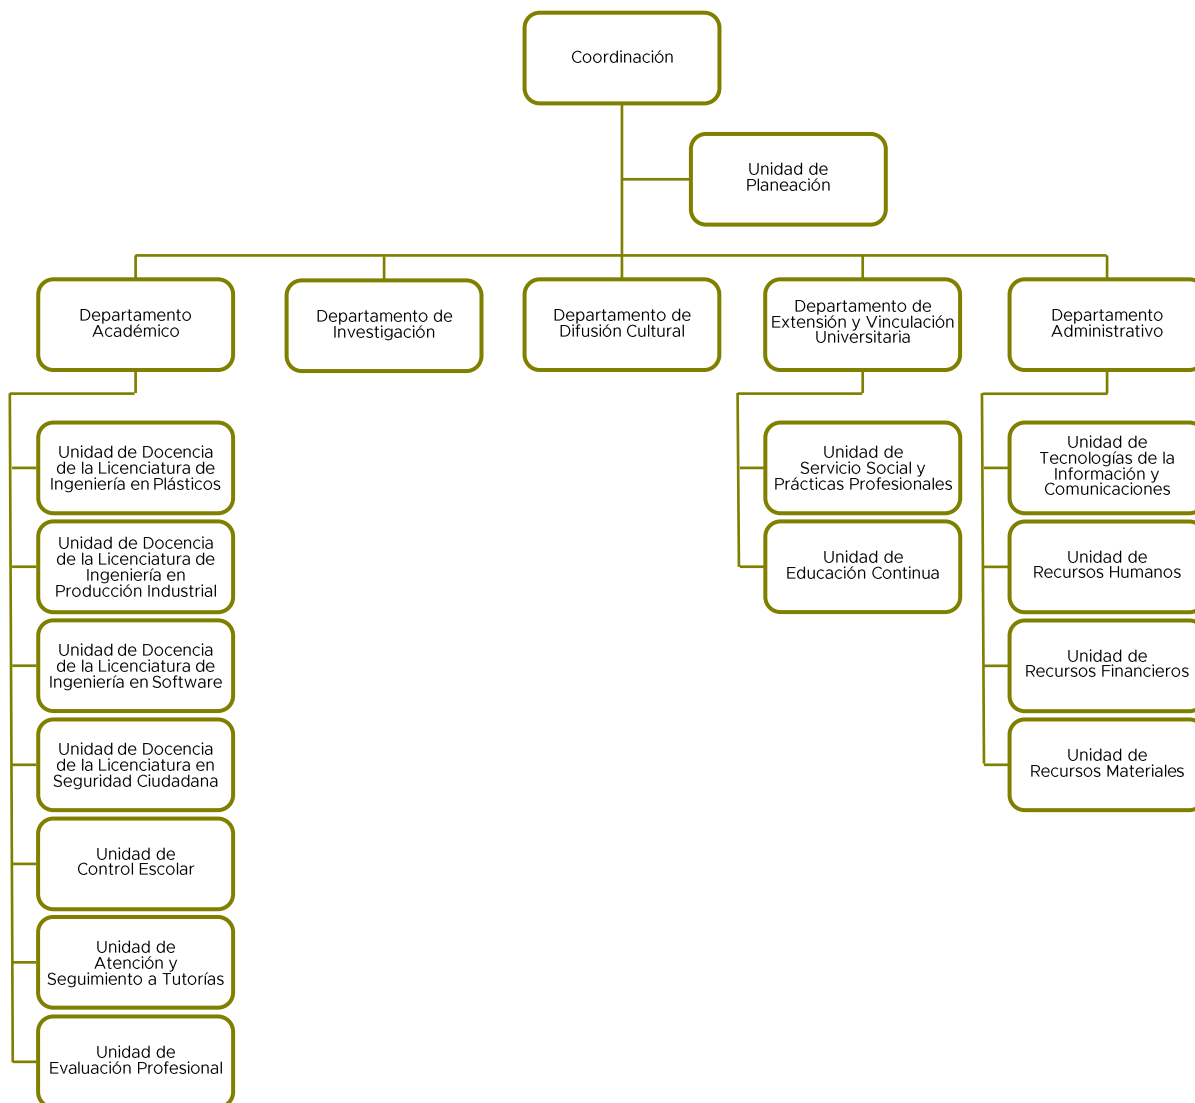 Coordinación
Unidad de
Planeación
Departamento
Académico
Departamento de
Investigación
Departamento de
Difusión Cultural
Departamento de
Extensión y Vinculación
Universitaria
Departamento
Administrativo
Unidad de Docencia
de la Licenciatura de
Ingeniería en Plásticos
Unidad de Docencia
de la Licenciatura de
Ingeniería en
Producción Industrial
Unidad de Docencia
de la Licenciatura de
Ingeniería en Software
Unidad de Docencia
de la Licenciatura en
Seguridad Ciudadana
Unidad de
Control Escolar
Unidad de
Atención y
Seguimiento a Tutorías
Unidad de
Evaluación Profesional
Unidad de
Servicio Social y
Prácticas Profesionales
Unidad de
Educación Continua
Unidad de
Tecnologías de la
Información y
Comunicaciones
Unidad de
Recursos Humanos
Unidad de
Recursos Financieros
Unidad de
Recursos Materiales